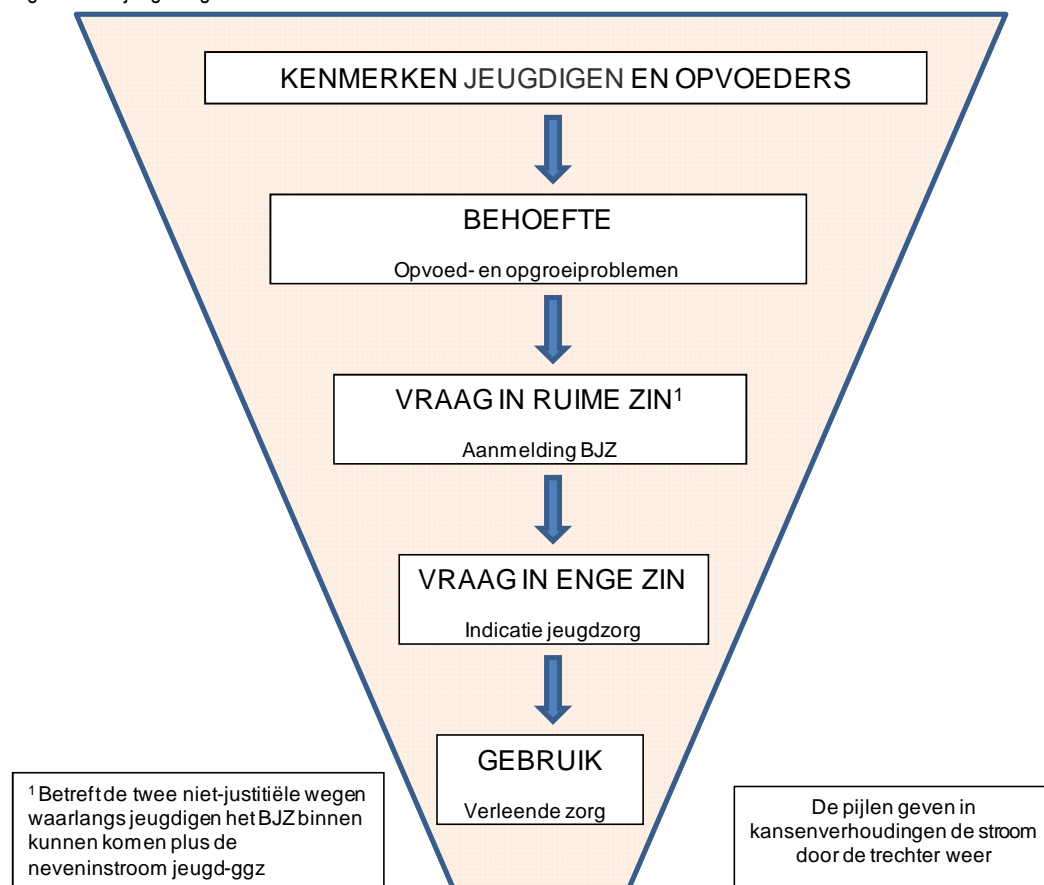 KENMERKEN JEUGDIGEN EN OPVOEDERS
BEHOEFTE
Opvoed- en opgroeiproblemen
VRAAG IN RUIME ZIN¹
Aanmelding BJZ
VRAAG IN ENGE ZIN
Indicatie jeugdzorg
GEBRUIK
Verleende zorg
¹ Betreft de twee niet-justitiële wegen
waarlangs jeugdigen het BJZ binnen
kunnen komen plus de
neveninstroom jeugd-ggz
De pijlen geven in
kansenverhoudingen de stroom
door de trechter weer